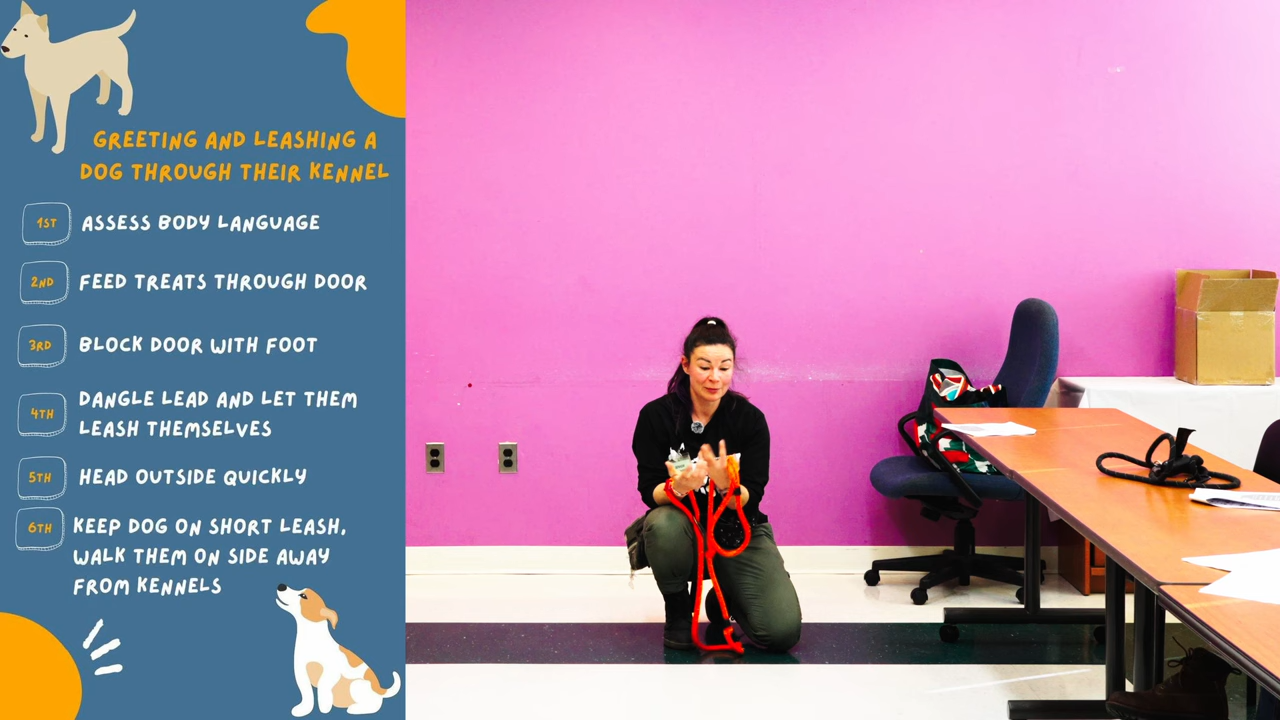 GREETING AND LEASHING A
DOG THROUGH THEIR KENNEL
1ST ASSESS BODY LANGUAGE
2ND FEED TREATS THROUGH DOOR
3RD BLOCK DOOR WITH FOOT
4TH DANGLE LEAD AND LET THEM
LEASH THEMSELVES
5TH HEAD OUTSIDE QUICKLY
6TH KEEP DOG ON SHORT LEASH,
WALK THEM ON SIDE AWAY
FROM KENNELS